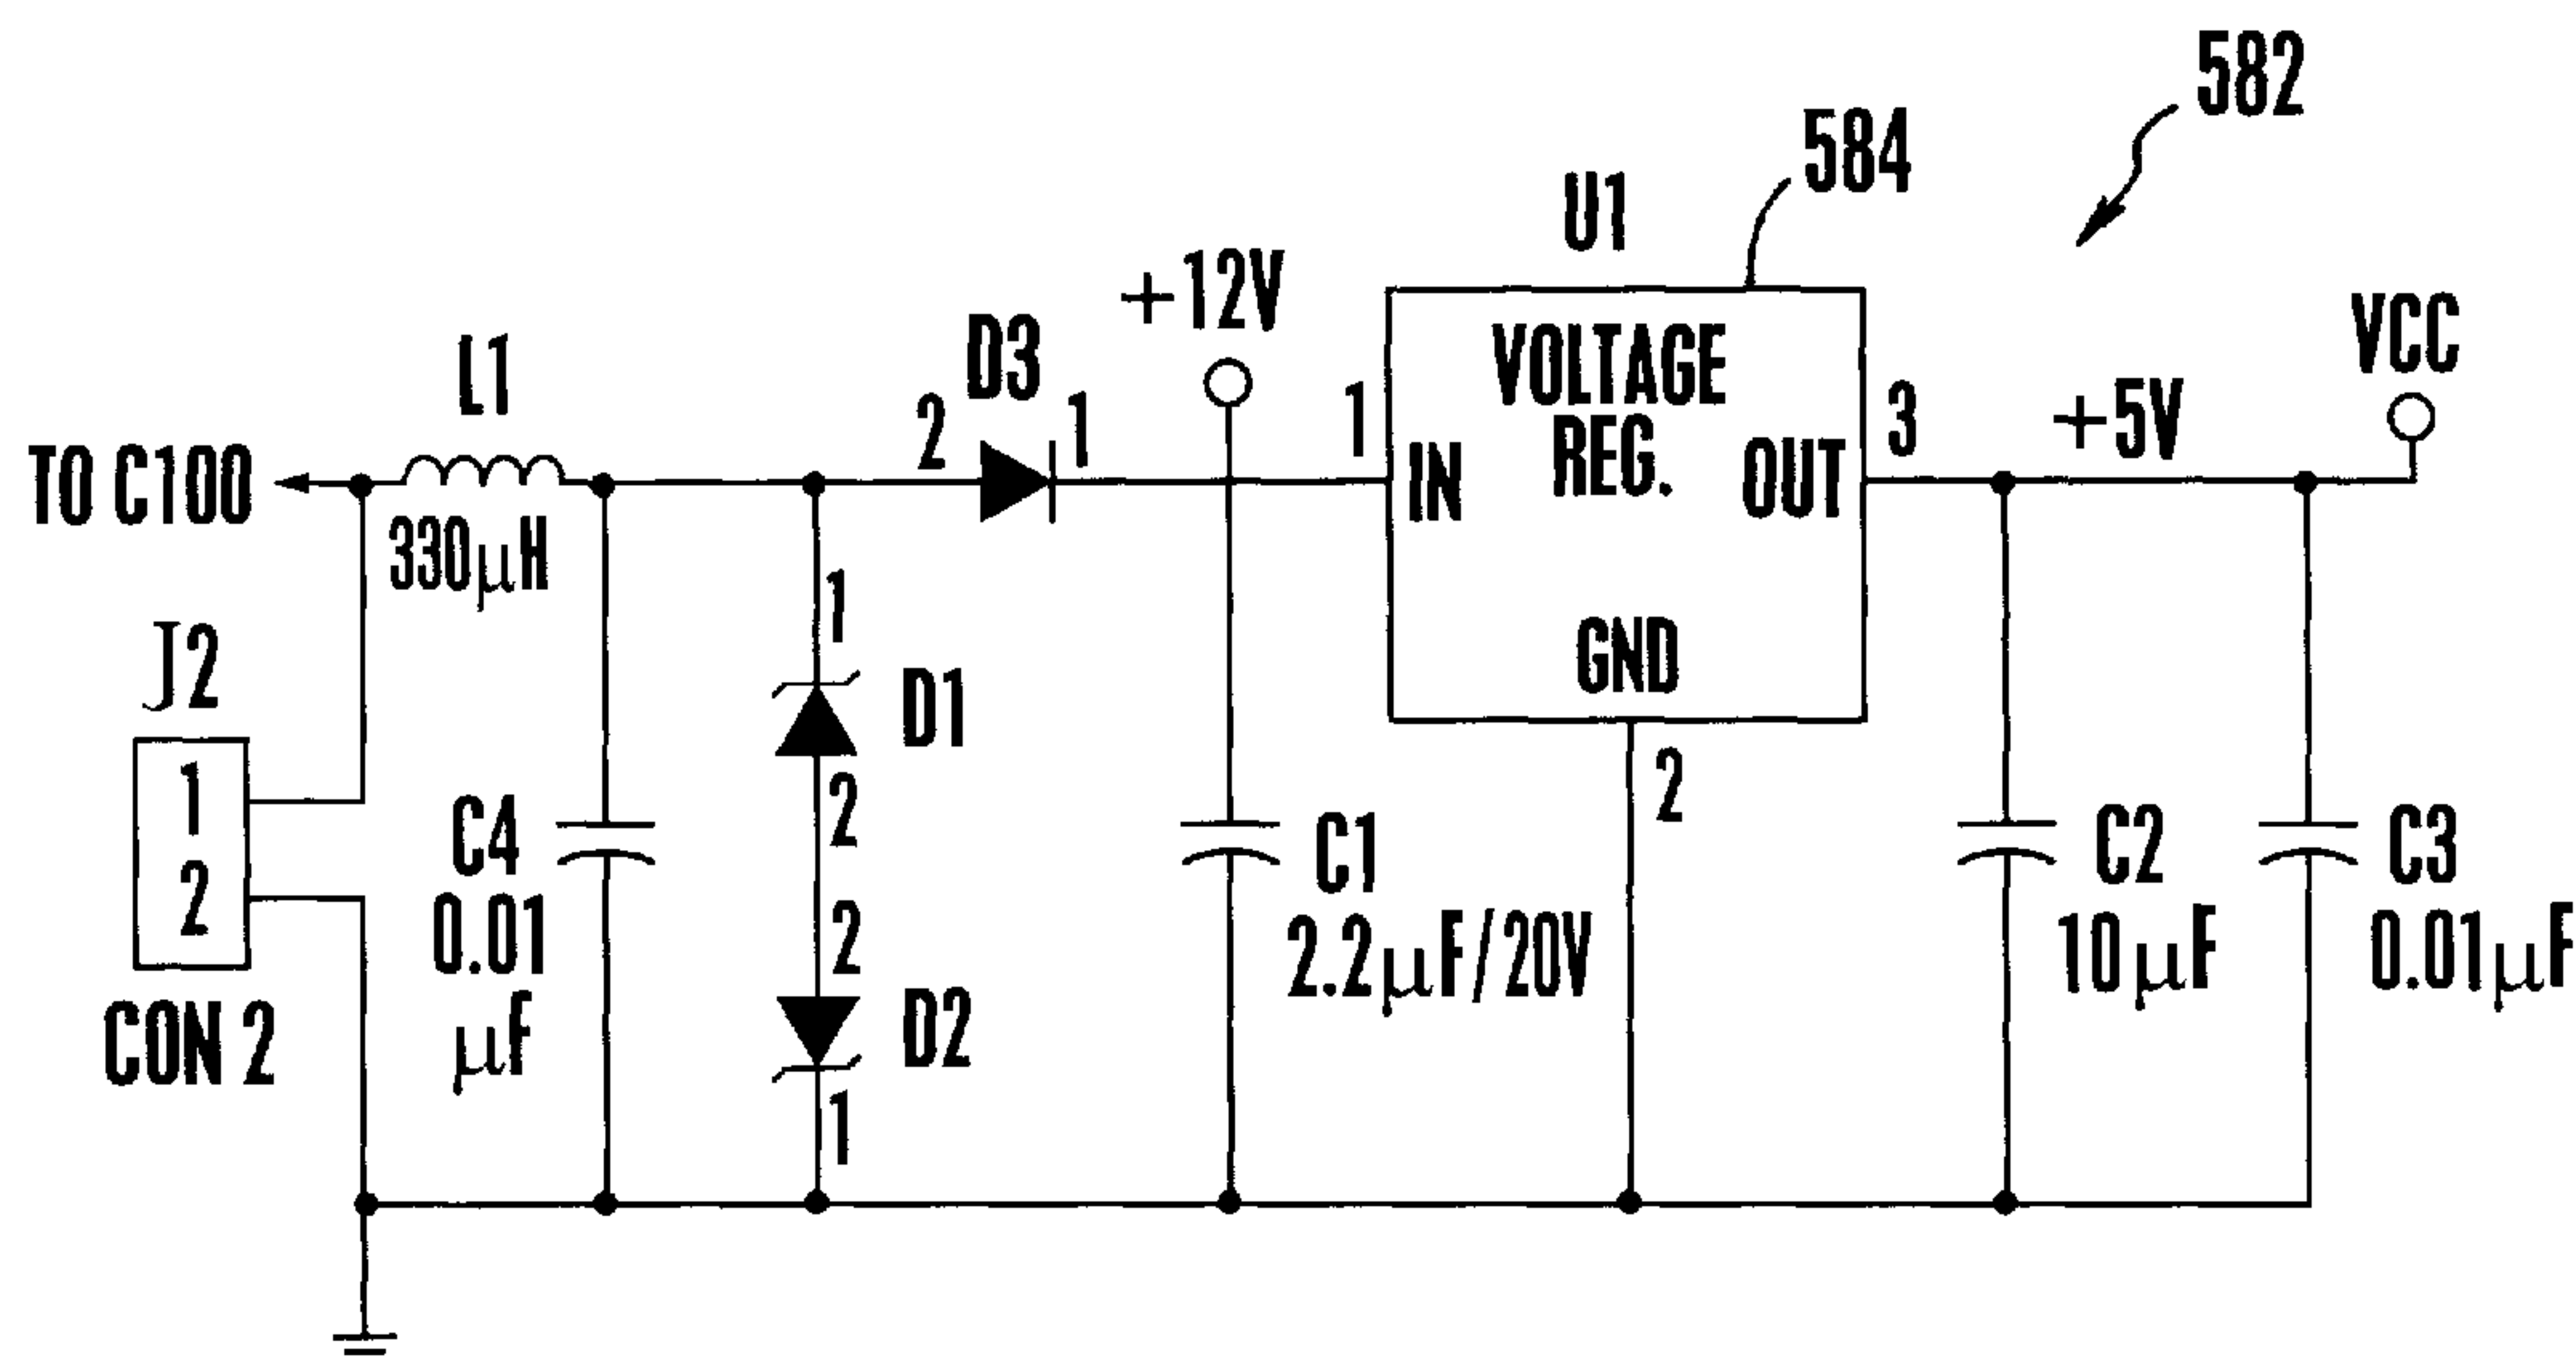 582
584
U1
+12V
VCC
D3
L1
2
1
1
VOLTAGE
REG.
IN
OUT
3
+5V
TO C100
330µH
1
J2
GND
D1
2
1
2
2
C4
0.01
µF
C1
2.2µF/20V
C2
10µF
C3
0.01µF
2
D2
CON 2
1